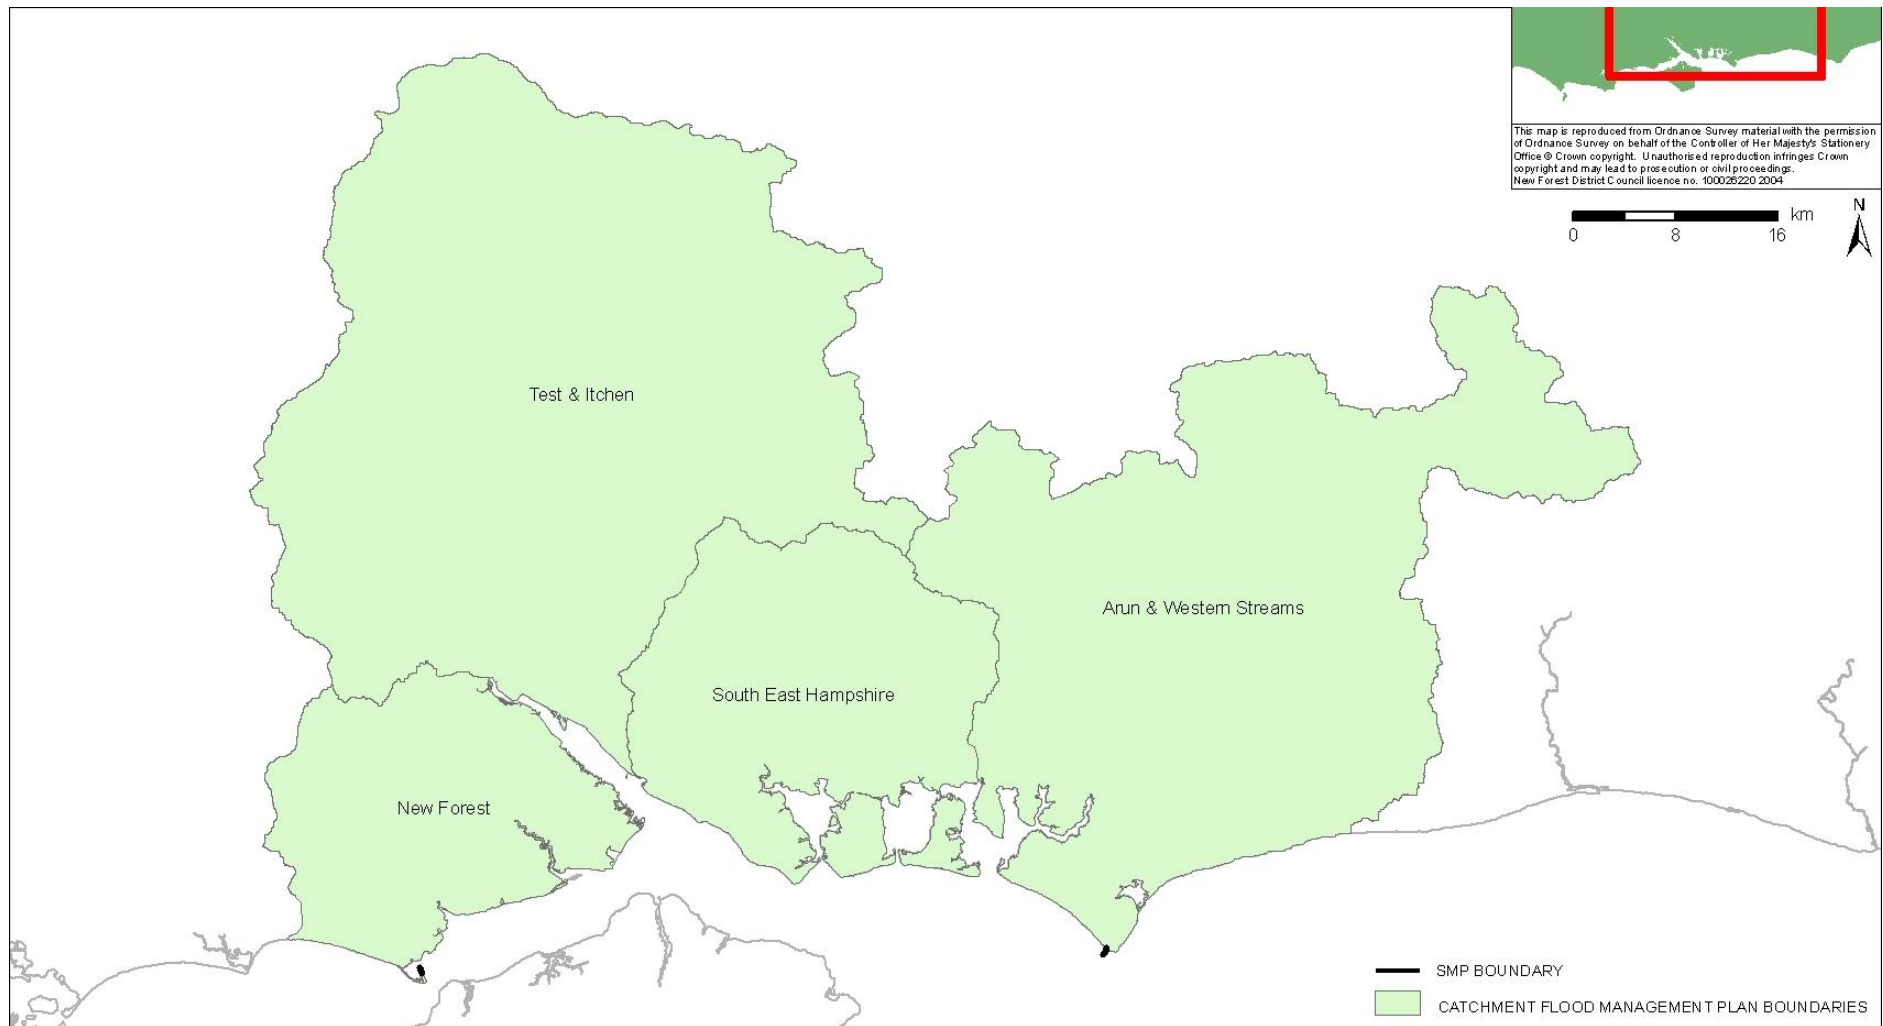 This map is reproduced from Ordnance Survey material with the permission
of Ordnance Survey on behalf of the Controller of Her Majesty's Stationery
Office © Crown copyright. Unauthorised reproduction infringes Crown
copyright and may lead to prosecution or civil proceedings.
New Forest District Council licence no. 100026220 2004
N
km
0 8 16
Test & Itchen
Arun & Western Streams
South East Hampshire
New Forest
SMP BOUNDARY
CATCHMENT FLOOD MANAGEMENT PLAN BOUNDARIES